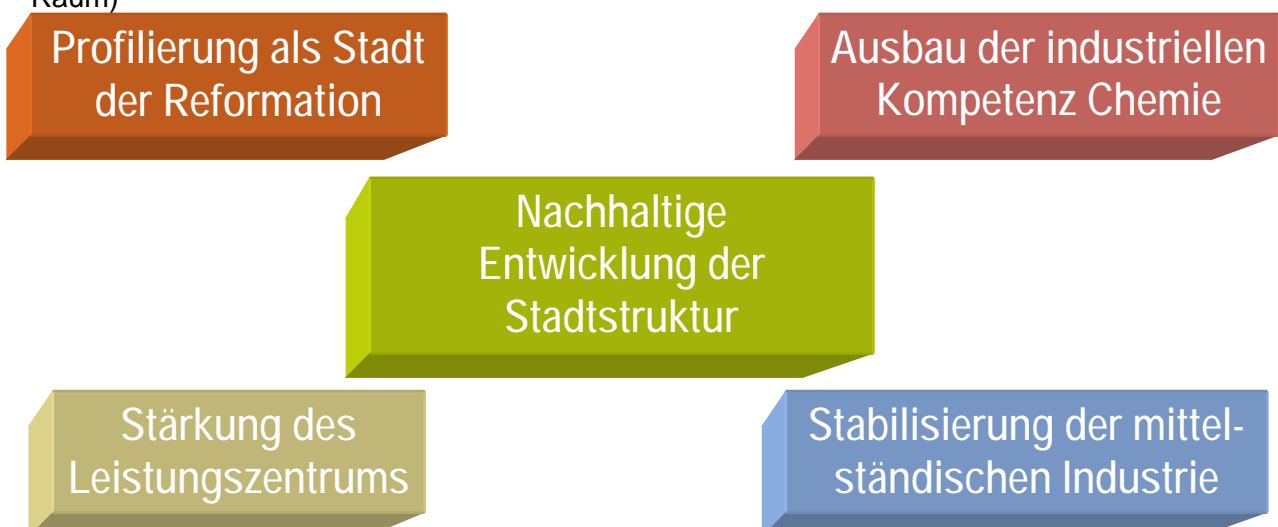 Raum)
Profilierung als Stadt
der Reformation
Ausbau der industriellen
Kompetenz Chemie
Nachhaltige
Entwicklung der
Stadtstruktur
Stärkung des
Leistungszentrums
Stabilisierung der mittel-
ständischen Industrie